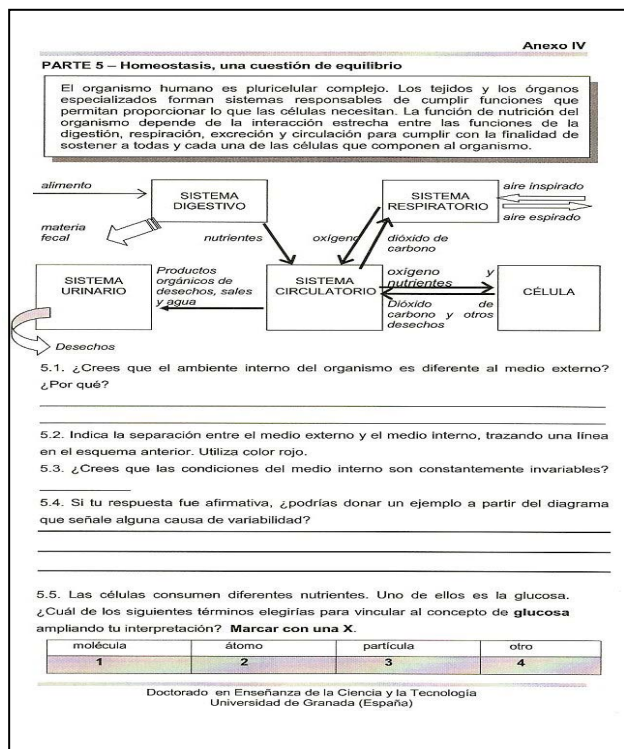 Anexo IV
PARTE 5 – Homeostasis, una cuestión de equilibrio
El organismo humano es pluricelular complejo. Los tejidos y los órganos
especializados forman sistemas responsables de cumplir funciones que
permitan proporcionar lo que las células necesitan. La función de nutrición del
organismo depende de la interacción estrecha ente las funciones de la
digestión, respiración, excreción y circulación para cumplir con la finalidad de
sostener a todas y cada una de las células que componen al organismo.
alimento
SISTEMA
DIGESTIVO
SISTEMA
RESPIRATORIO
aire inspirado
aire espirado
materia
fecal
nutrientes
oxígeno
dióxido de
carbono
SISTEMA
URINARIO
Productos
orgánicos de
desechos, sales
y agua
SISTEMA
CIRCULATORIO
oxígeno y
nutrientes
Dióxido de
carbono y otros
desechos
CÉLULA
Desechos
5.1. ¿Crees que el ambiente interno del organismo es diferente al medio externo?
¿Por qué?
5.2. Indica la separación entre el medio externo y el medio interno, trazando una línea
en el esquema anterior. Utiliza color rojo.
5.3. ¿Crees que las condiciones del medio interno son constantemente invariables?
5.4. Si tu respuesta fue afirmativa, ¿podrías donar un ejemplo a partir del diagrama
que señale alguna causa de variabilidad?
5.5. Las células consumen diferentes nutrientes. Uno de ellos es la glucosa.
¿Cuál de los siguientes términos elegirías para vincular al concepto de glucosa
ampliando tu interpretación? Marcar con una X.
molécula átomo partícula otro
1 2 3 4
Doctorado en Enseñanza de la Ciencia y la Tecnología
Universidad de Granada (España)